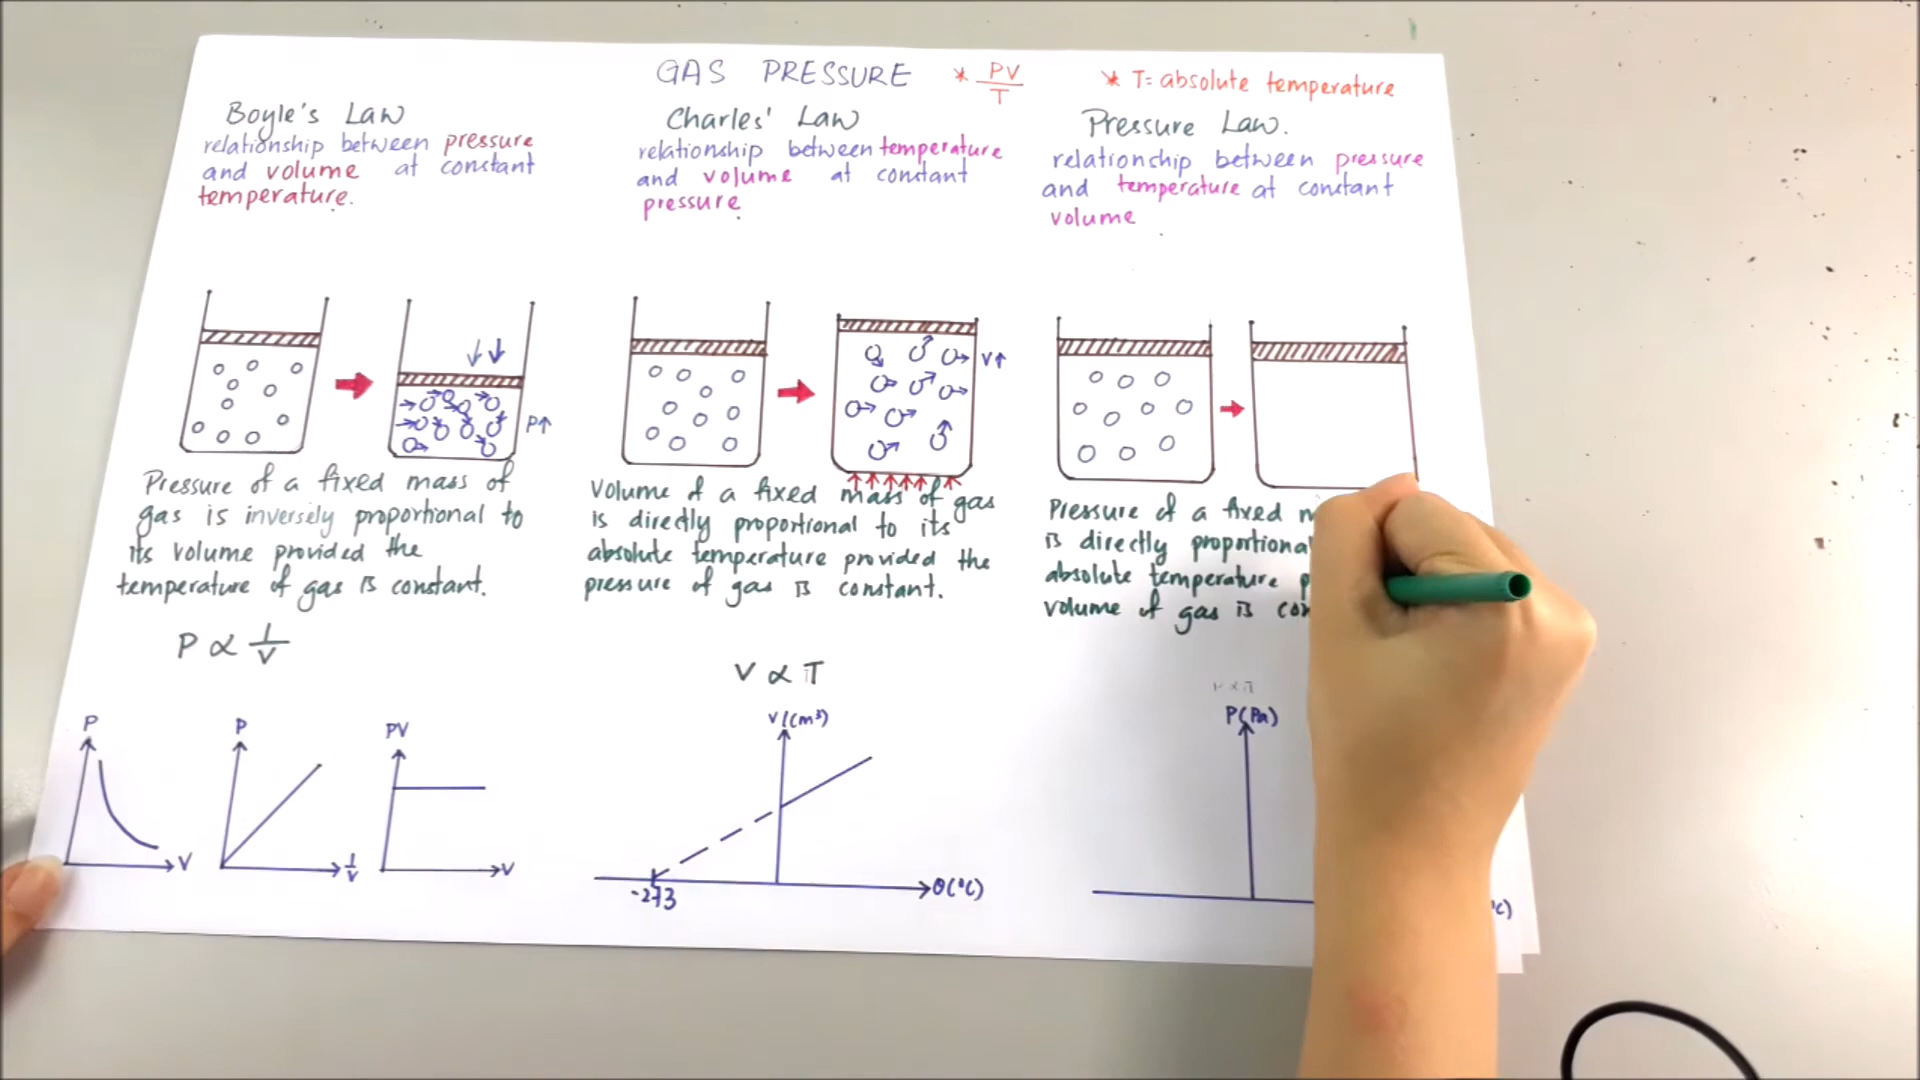 GAS PRESSURE * PV/T * T= absolute temperature
Boyle's Law
relationship between pressure
and volume at constant
temperature.
P↑
Pressure of a fixed mass of
gas is inversely proportional to
its volume provided the
temperature of gas is constant.
P ∝ 1/V
P
V
P
1/V
PV
V
Charles' Law
relationship between temperature
and volume at constant
pressure.
V↑
Volume of a fixed mass of gas
is directly proportional to its
absolute temperature provided the
pressure of gas is constant.
V ∝ T
V/(m³)
-273
θ(°C)
Pressure Law.
relationship between pressure
and temperature at constant
volume
Pressure of a fixed
is directly
absolute temperature
volume of gas is
P(Pa)
°C)